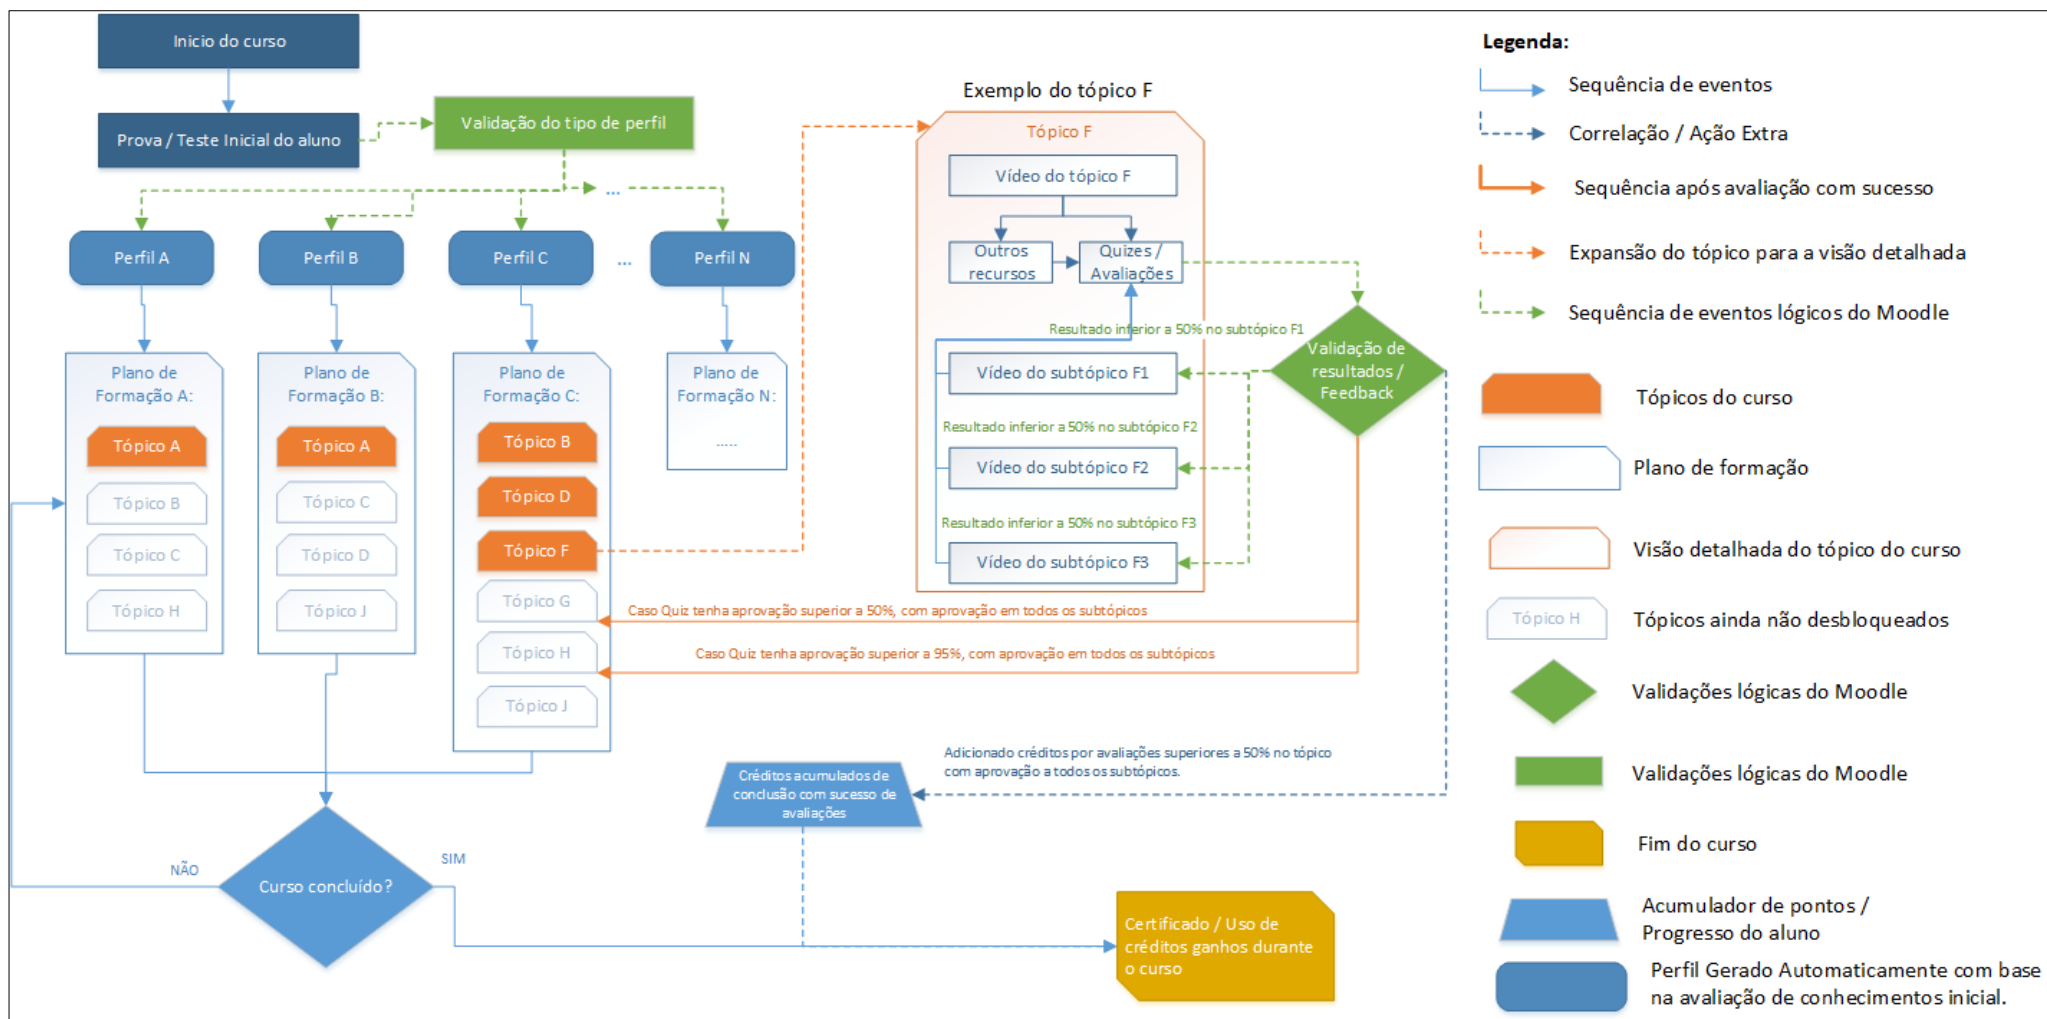 Inicio do curso
Prova / Teste Inicial do aluno
Validação do tipo de perfil
...
Perfil A
Perfil B
Perfil C
...
Perfil N
Plano de
Formação A:
Tópico A
Tópico B
Tópico C
Tópico H
Plano de
Formação B:
Tópico A
Tópico C
Tópico D
Tópico J
Plano de
Formação C:
Tópico B
Tópico D
Tópico F
Tópico G
Tópico H
Tópico J
Plano de
Formação N:
.....
Exemplo do tópico F
Tópico F
Vídeo do tópico F
Outros
recursos
Quizes /
Avaliações
Resultado inferior a 50% no subtópico F1
Vídeo do subtópico F1
Resultado inferior a 50% no subtópico F2
Vídeo do subtópico F2
Resultado inferior a 50% no subtópico F3
Vídeo do subtópico F3
Validação de
resultados /
Feedback
Caso Quiz tenha aprovação superior a 50%, com aprovação em todos os subtópicos
Caso Quiz tenha aprovação superior a 95%, com aprovação em todos os subtópicos
Adicionado créditos por avaliações superiores a 50% no tópico
com aprovação a todos os subtópicos.
Créditos acumulados de
conclusão com sucesso de
avaliações
NÃO
Curso concluído?
SIM
Certificado / Uso de
créditos ganhos durante
o curso
Legenda:
Sequência de eventos
Correlação / Ação Extra
Sequência após avaliação com sucesso
Expansão do tópico para a visão detalhada
Sequência de eventos lógicos do Moodle
Tópicos do curso
Plano de formação
Visão detalhada do tópico do curso
Tópico H
Tópicos ainda não desbloqueados
Validações lógicas do Moodle
Validações lógicas do Moodle
Fim do curso
Acumulador de pontos /
Progresso do aluno
Perfil Gerado Automaticamente com base
na avaliação de conhecimentos inicial.